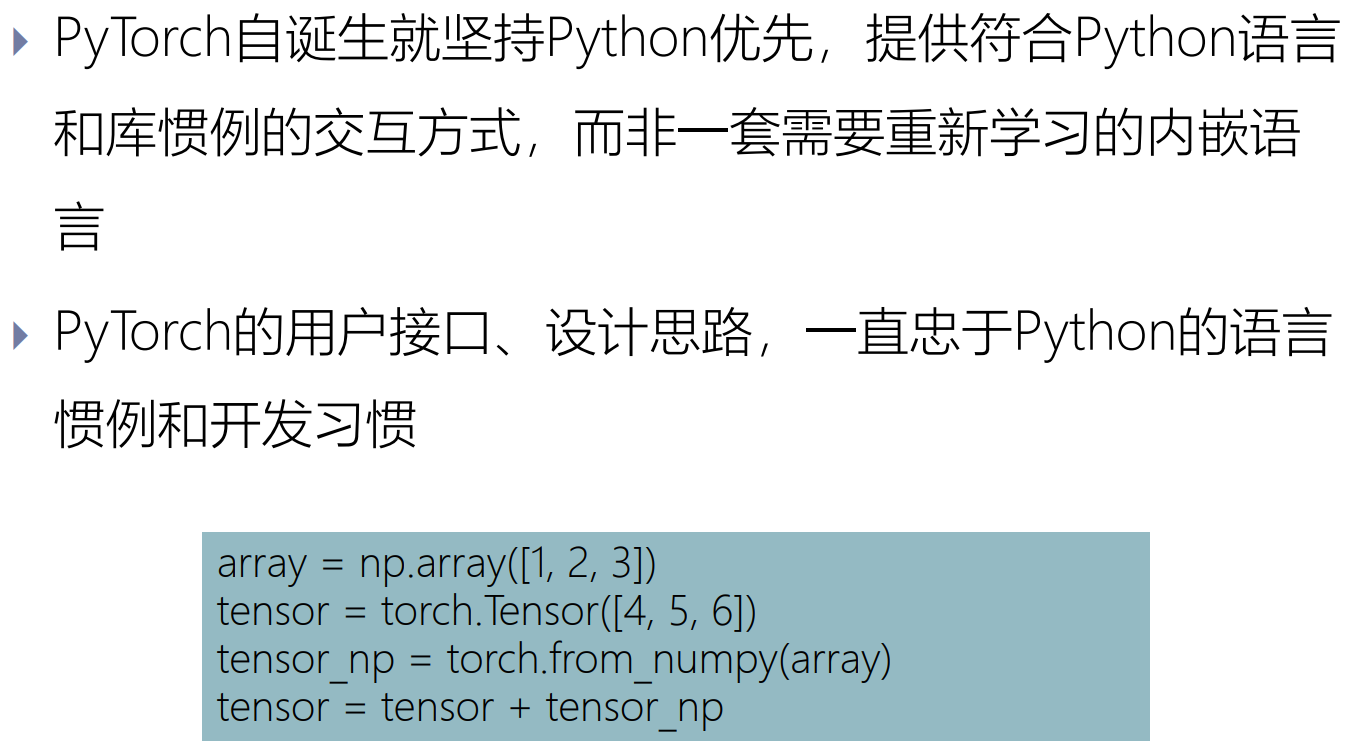 PyTorch自诞生就坚持Python优先，提供符合Python语言
和库惯例的交互方式，而非一套需要重新学习的内嵌语
言
PyTorch的用户接口、设计思路，一直忠于Python的语言
惯例和开发习惯
array = np.array([1, 2, 3])
tensor = torch.Tensor([4, 5, 6])
tensor_np = torch.from_numpy(array)
tensor = tensor + tensor_np